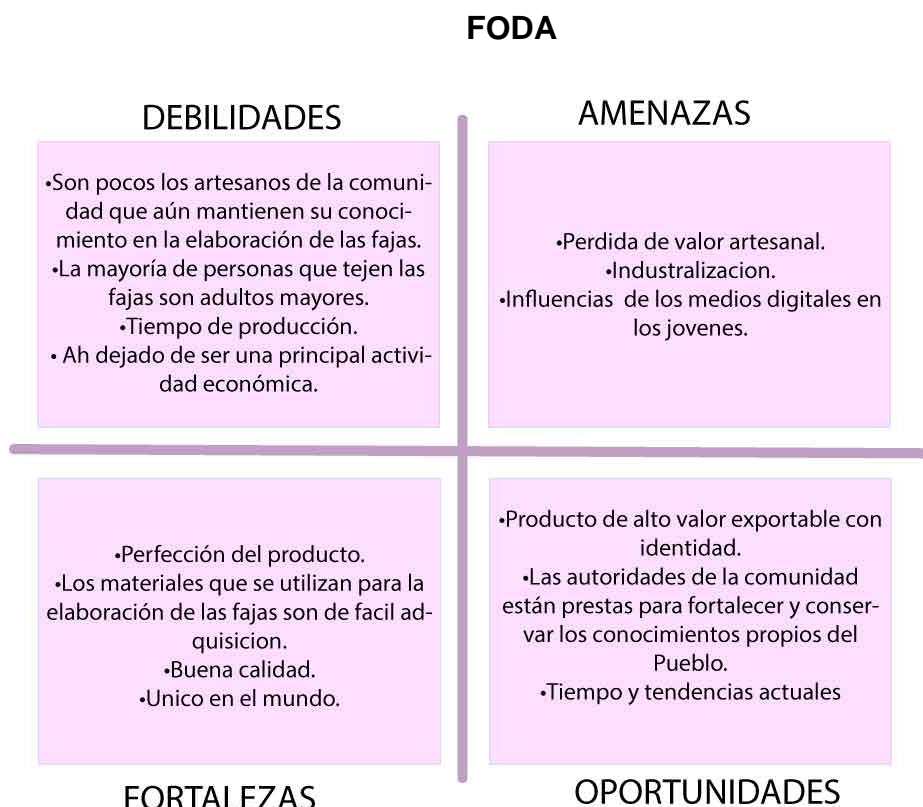 FODA
DEBILIDADES
•Son pocos los artesanos de la comuni-
dad que aún mantienen su conoci-
miento en la elaboración de las fajas.
•La mayoría de personas que tejen las
fajas son adultos mayores.
•Tiempo de producción.
• Ah dejado de ser una principal activi-
dad económica.
AMENAZAS
•Perdida de valor artesanal.
•Industralizacion.
•Influencias  de los medios digitales en
los jovenes.
•Perfección del producto.
•Los materiales que se utilizan para la
elaboración de las fajas son de facil ad-
quisicion.
•Buena calidad.
•Unico en el mundo.
FORTALEZAS
•Producto de alto valor exportable con
identidad.
•Las autoridades de la comunidad
están prestas para fortalecer y conser-
var los conocimientos propios del
Pueblo.
•Tiempo y tendencias actuales
OPORTUNIDADES